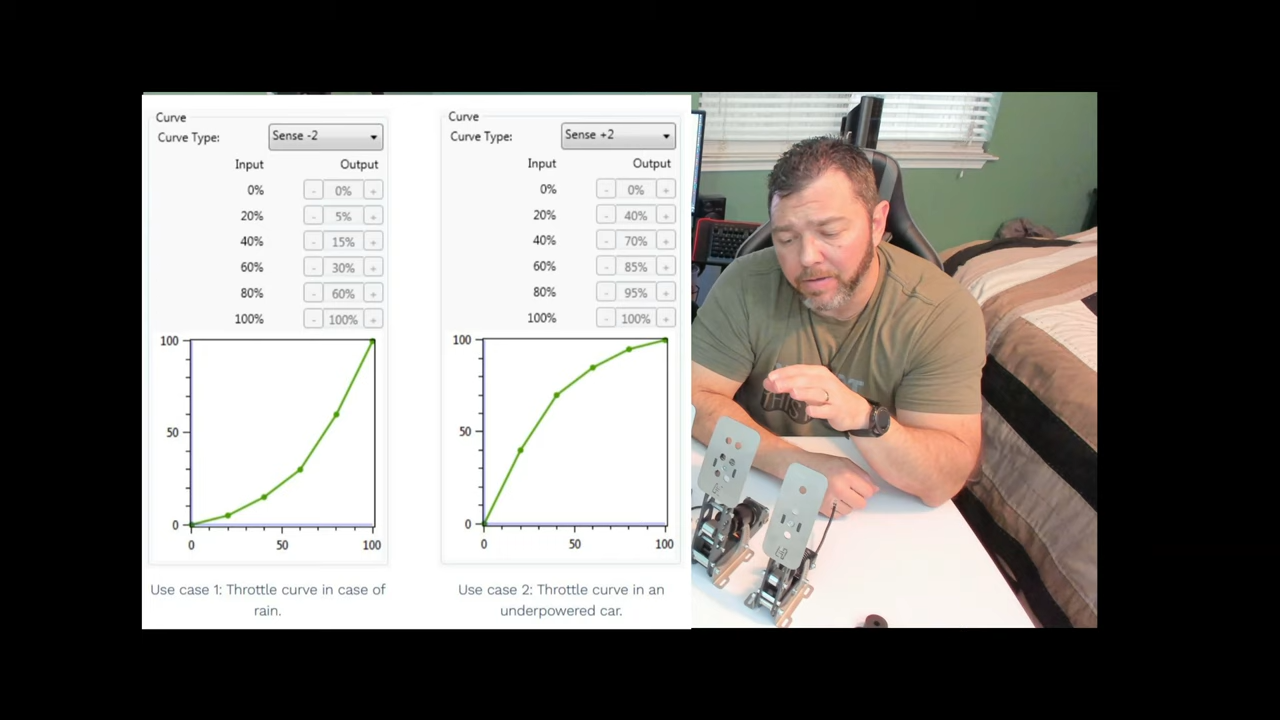 Curve
Curve Type: Sense -2
Input Output
0% - 0% +
20% - 5% +
40% - 15% +
60% - 30% +
80% - 60% +
100% - 100% +
100
50
0
0 50 100
Use case 1: Throttle curve in case of
rain.
Curve
Curve Type: Sense +2
Input Output
0% - 0% +
20% - 40% +
40% - 70% +
60% - 85% +
80% - 95% +
100% - 100% +
100
50
0
0 50 100
Use case 2: Throttle curve in an
underpowered car.
THIS